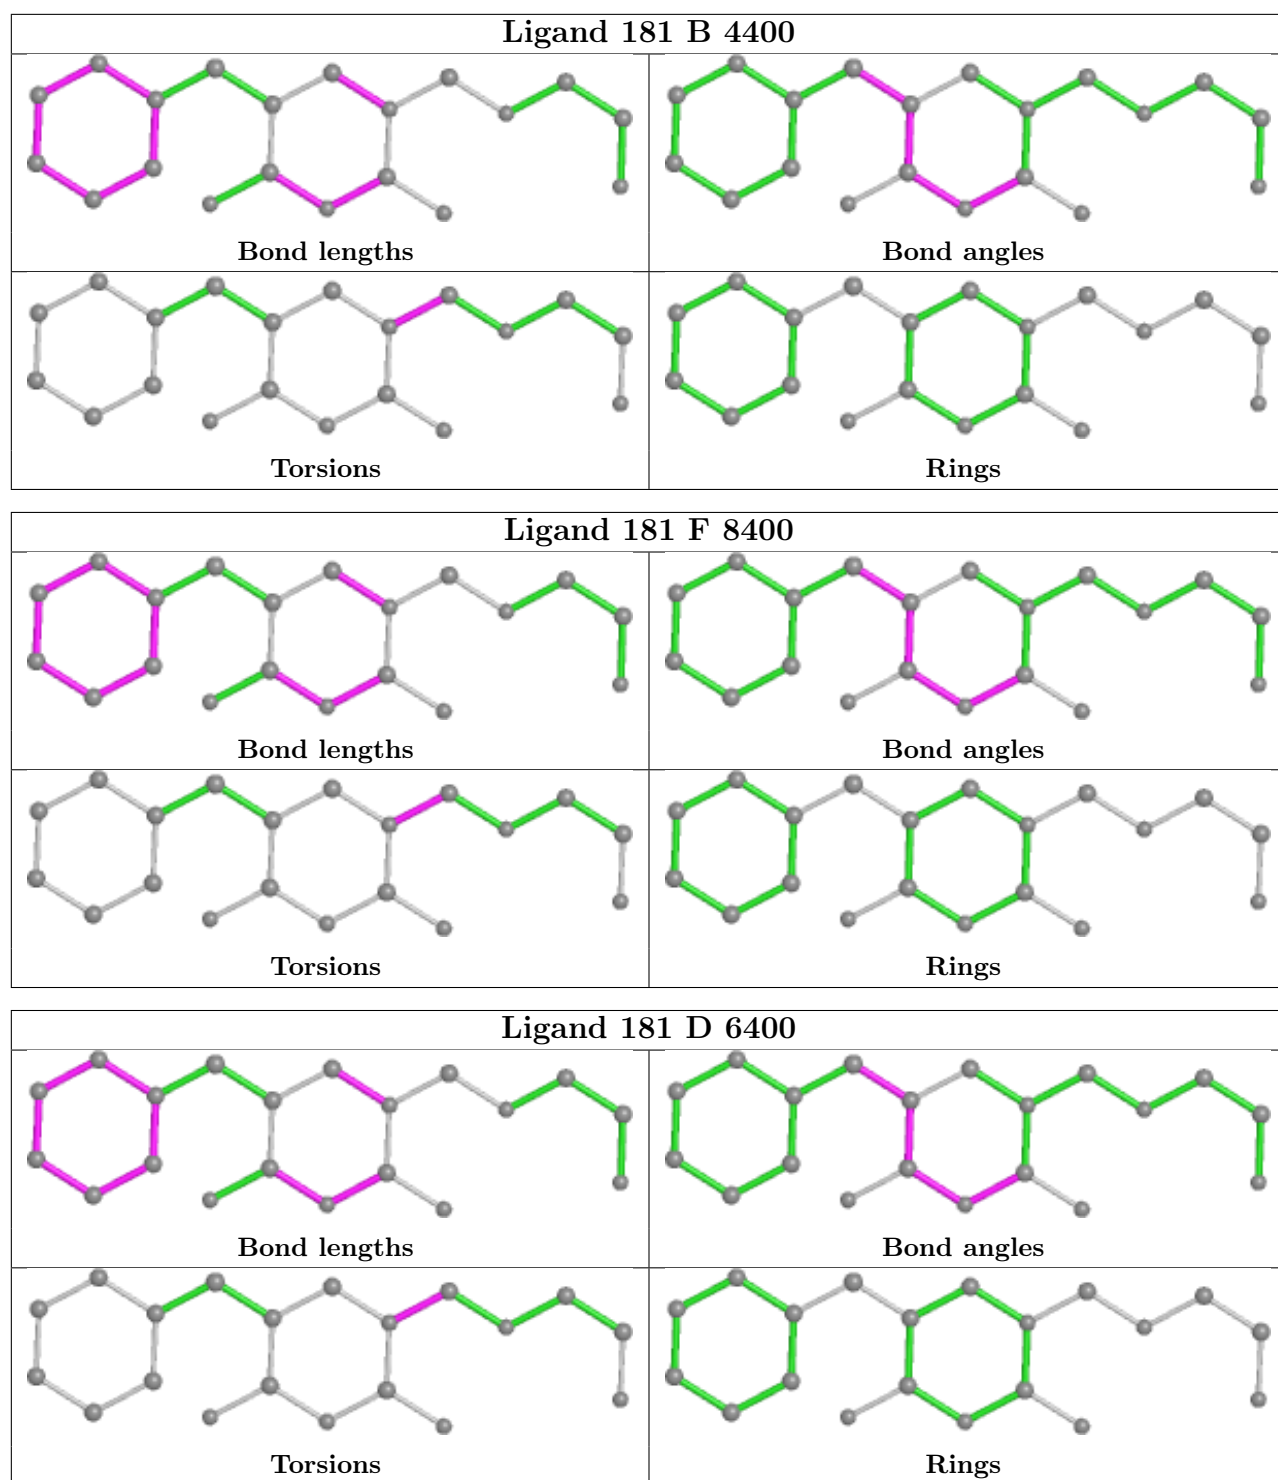 Ligand 181 B 4400
Bond lengths
Bond angles
Torsions
Rings
Ligand 181 F 8400
Bond lengths
Bond angles
Torsions
Rings
Ligand 181 D 6400
Bond lengths
Bond angles
Torsions
Rings